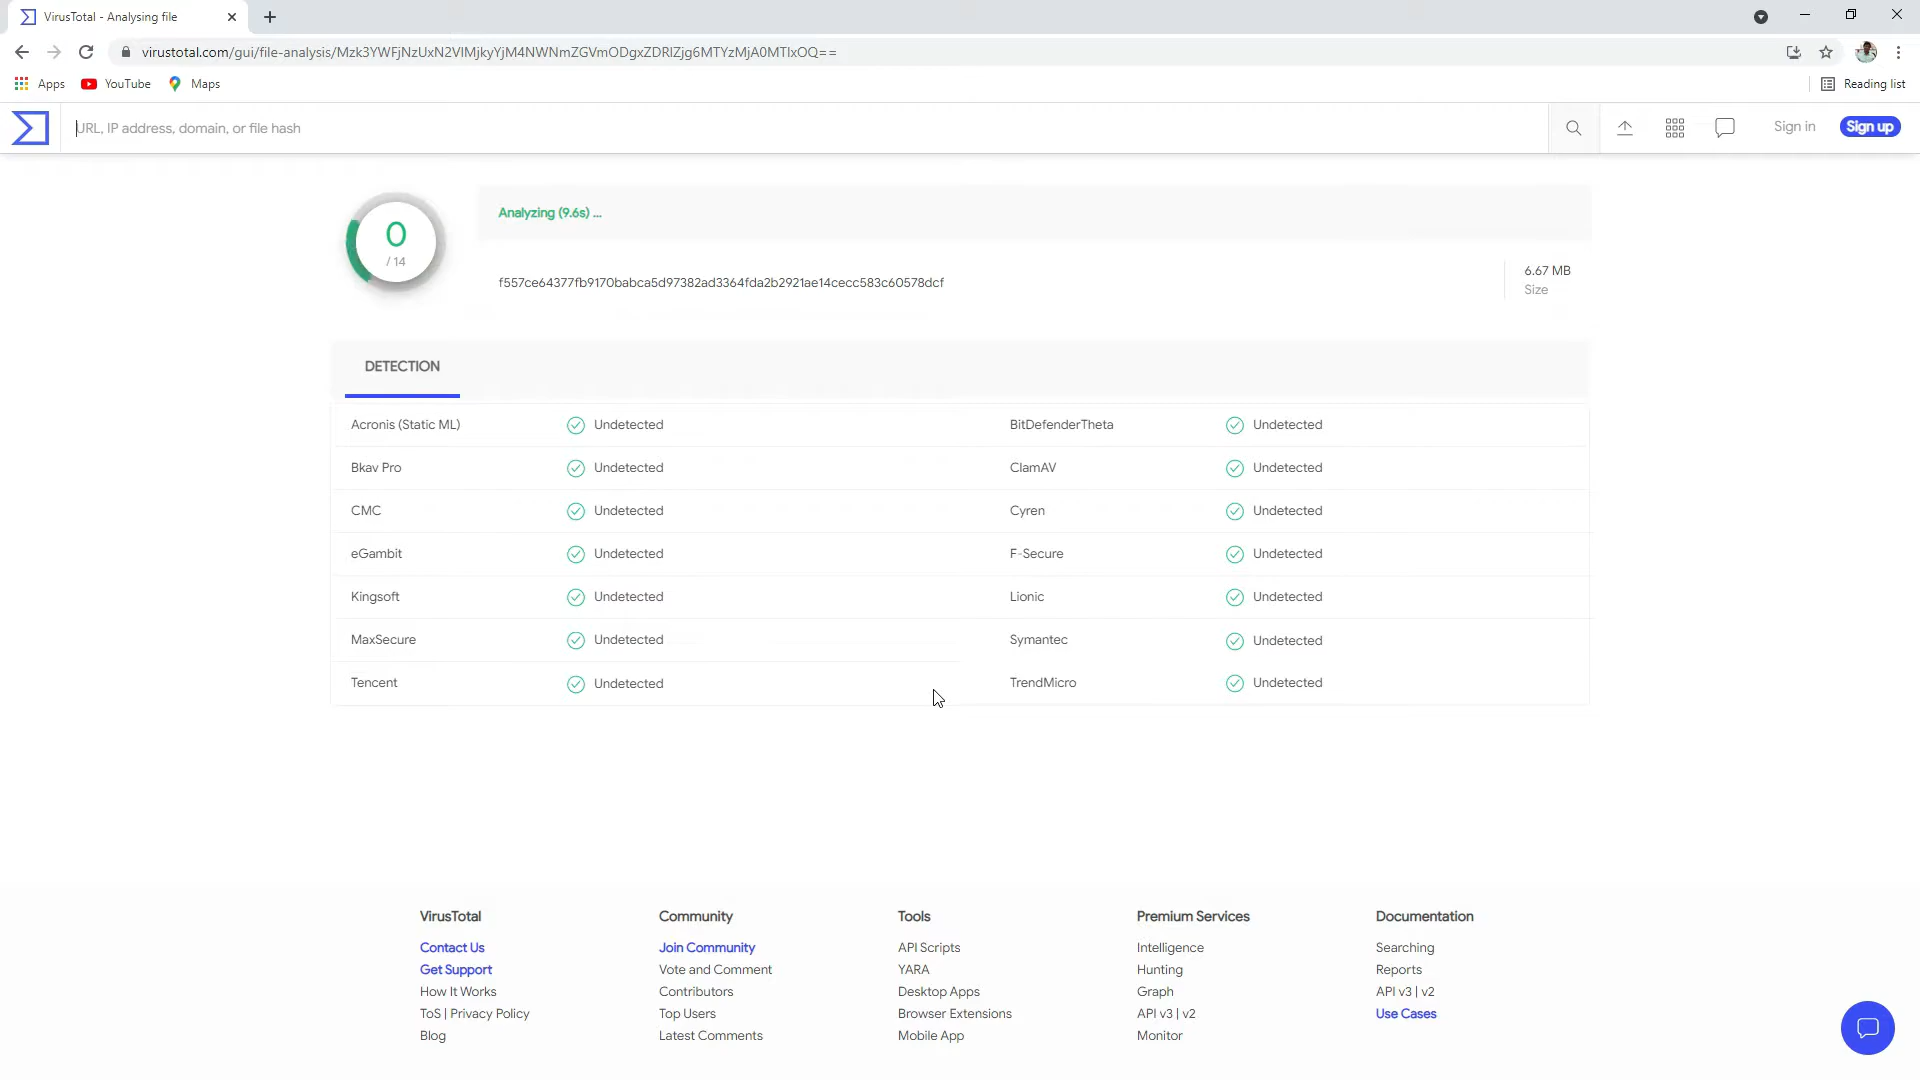 VirusTotal - Analysing file
virustotal.com/gui/file-analysis/Mzk3YWFjNzUxN2VlMjkyYjM4NWNmZGVmODgxZDRlZjg6MTYzMjA0MTIxOQ==
Apps YouTube Maps Reading list
URL, IP address, domain, or file hash Sign in Sign up
0
/ 14
Analyzing (9.6s) ...
f557ce64377fb9170babca5d97382ad3364fda2b2921ae14cecc583c60578dcf
6.67 MB
Size
DETECTION
Acronis (Static ML) Undetected BitDefenderTheta Undetected
Bkav Pro Undetected ClamAV Undetected
CMC Undetected Cyren Undetected
eGambit Undetected F-Secure Undetected
Kingsoft Undetected Lionic Undetected
MaxSecure Undetected Symantec Undetected
Tencent Undetected TrendMicro Undetected
VirusTotal Community Tools Premium Services Documentation
Contact Us Join Community API Scripts Intelligence Searching
Get Support Vote and Comment YARA Hunting Reports
How It Works Contributors Desktop Apps Graph API v3 | v2
ToS | Privacy Policy Top Users Browser Extensions API v3 | v2 Use Cases
Blog Latest Comments Mobile App Monitor